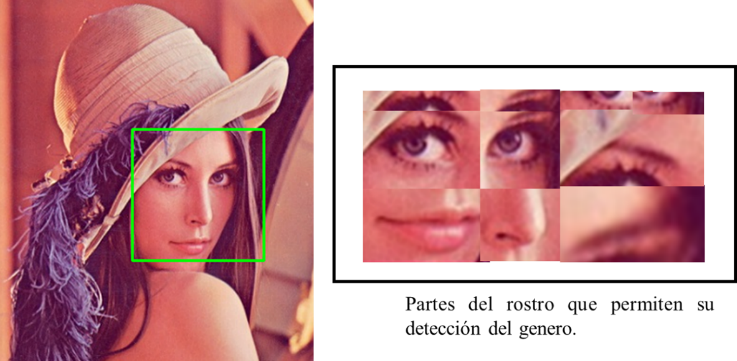 Partes del rostro que permiten su
detección del genero.